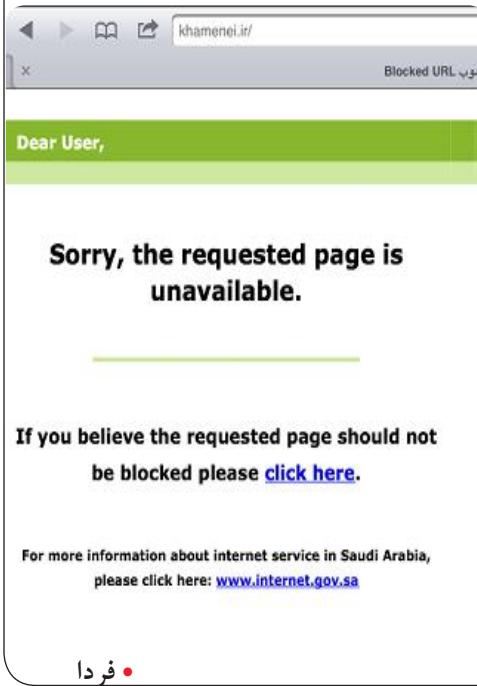 khamenei.ir/
Blocked URL
Dear User,
Sorry, the requested page is
unavailable.
If you believe the requested page should not
be blocked please click here.
For more information about internet service in Saudi Arabia,
please click here: www.internet.gov.sa
• فردا